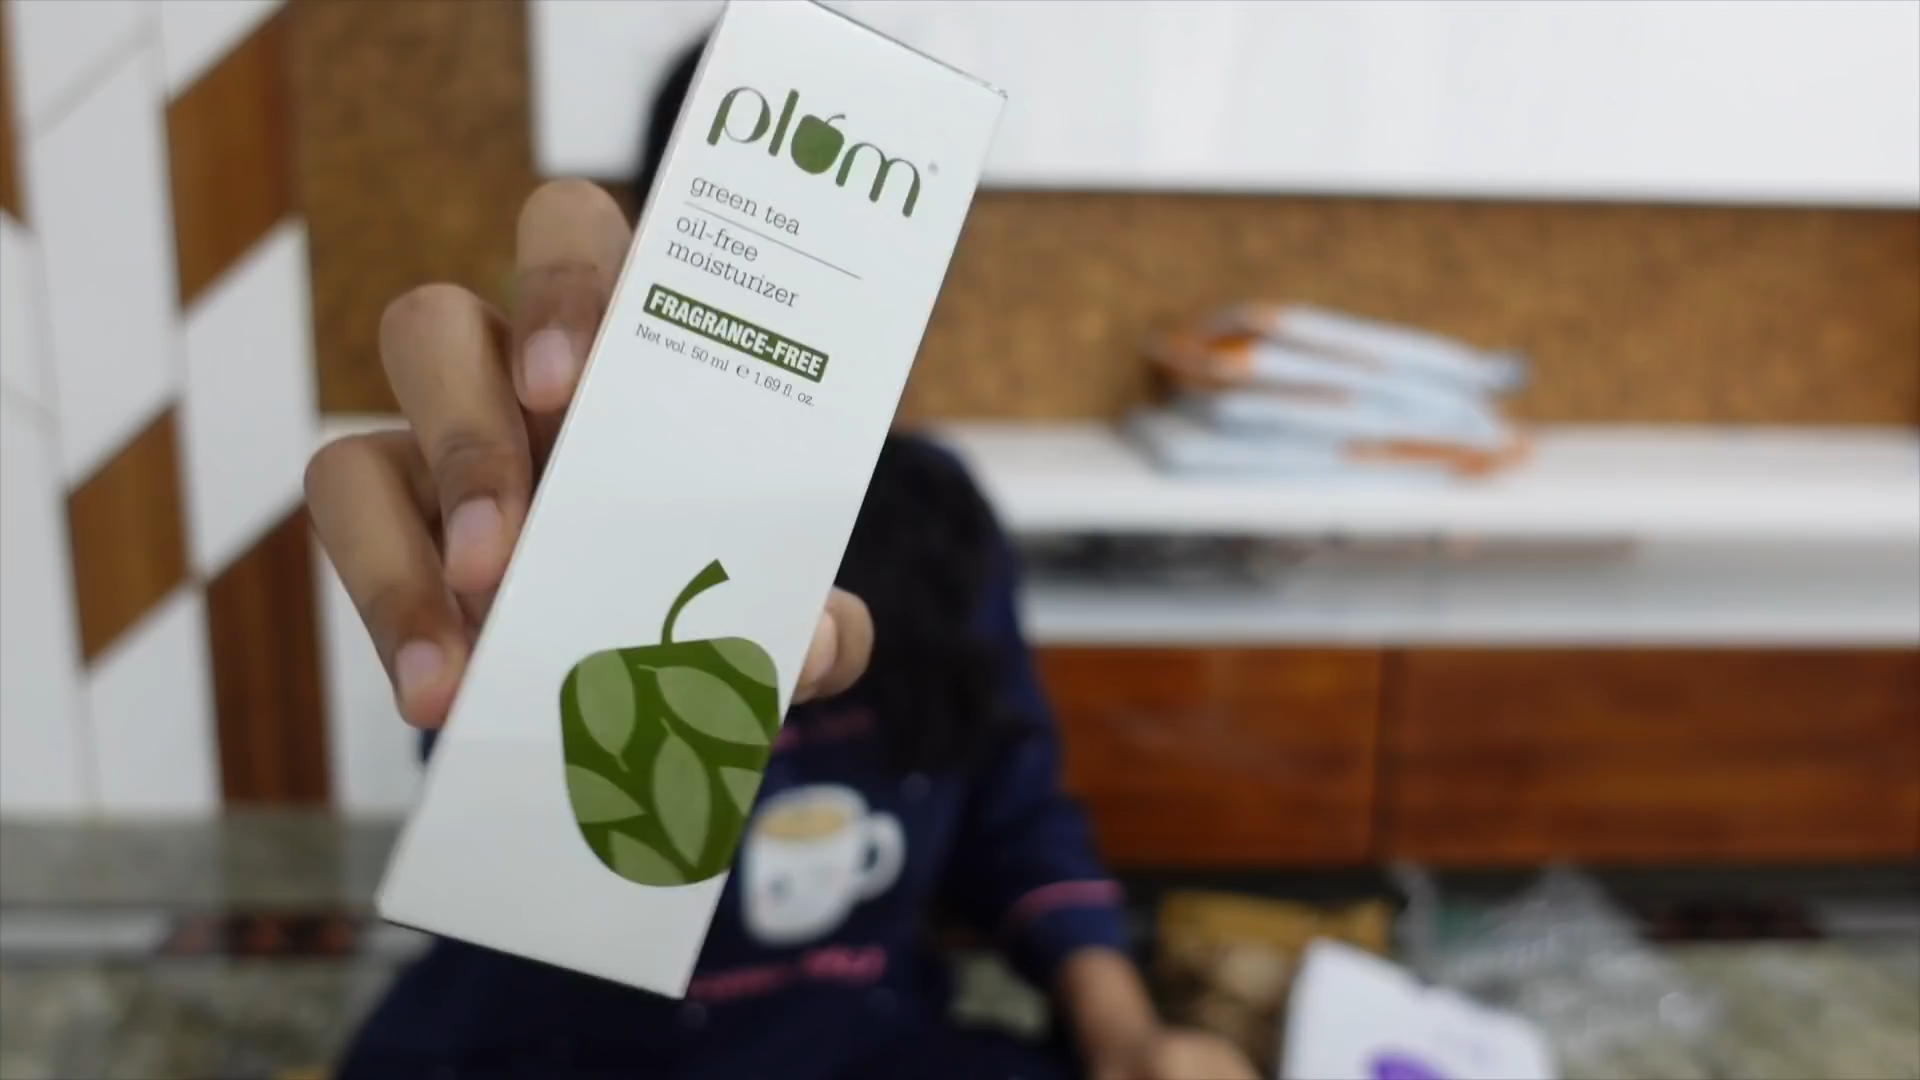 plum
green tea
oil-free
moisturizer
FRAGRANCE-FREE
Net vol. 50 ml ℮ 1.69 fl. oz.